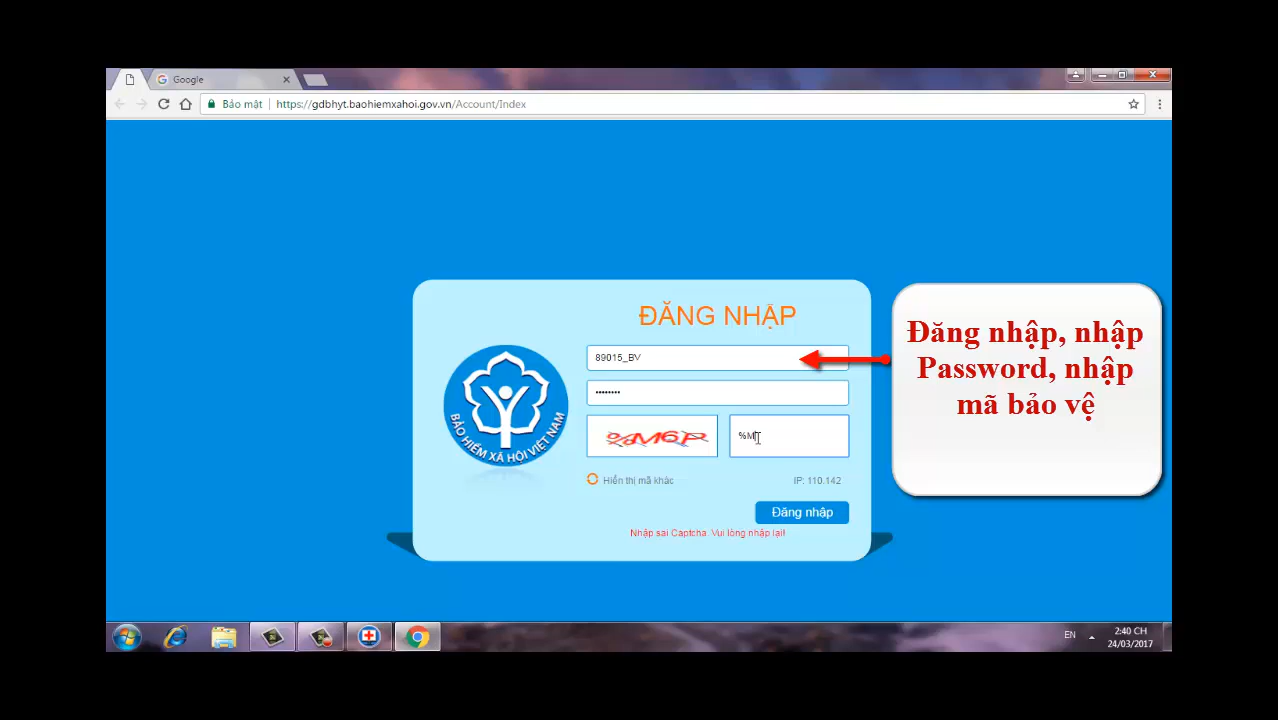 Google
Bảo mật https://gdbhyt.baohiemxahoi.gov.vn/Account/Index
ĐĂNG NHẬP
89015_BV
••••••••
%M6P
%M
Hiển thị mã khác
IP: 110.142
Đăng nhập
Nhập sai Captcha. Vui lòng nhập lại!
BẢO HIỂM XÃ HỘI VIỆT NAM
Đăng nhập, nhập
Password, nhập
mã bảo vệ
EN
2:40 CH
24/03/2017